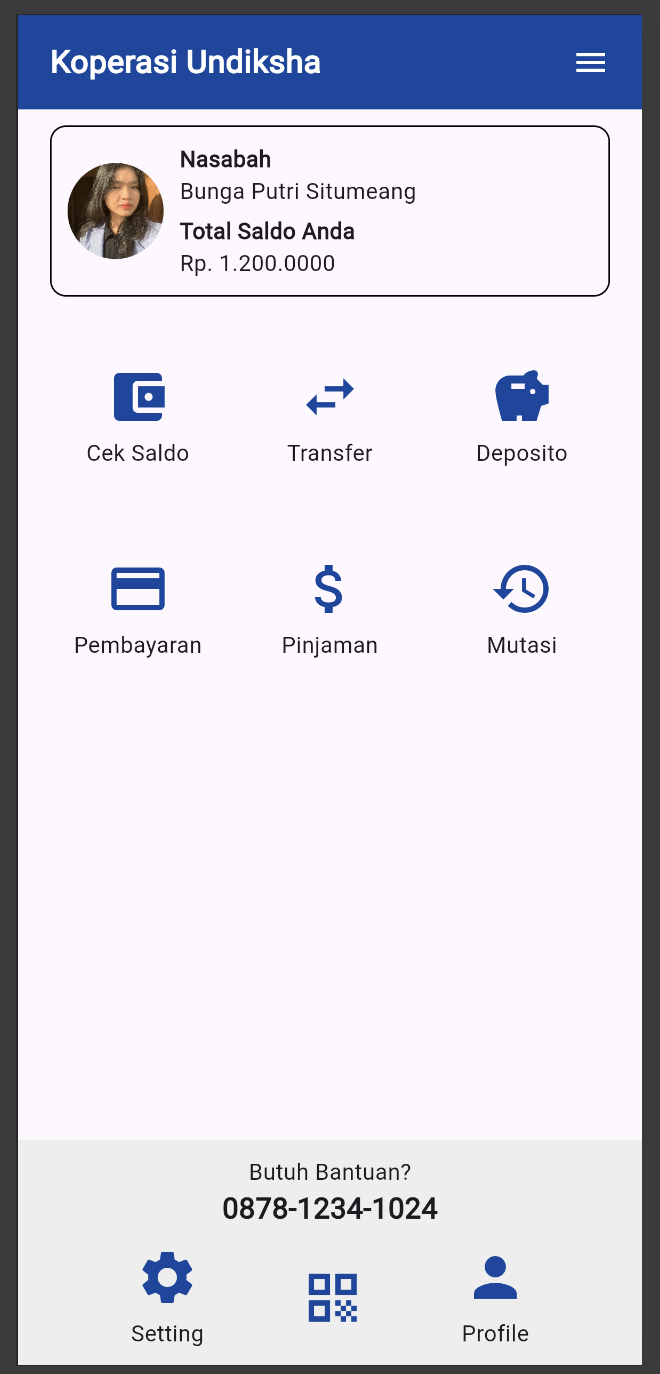 Koperasi Undiksha
Nasabah
Bunga Putri Situmeang
Total Saldo Anda
Rp. 1.200.0000
Cek Saldo
Transfer
Deposito
Pembayaran
Pinjaman
Mutasi
Butuh Bantuan?
0878-1234-1024
Setting
Profile